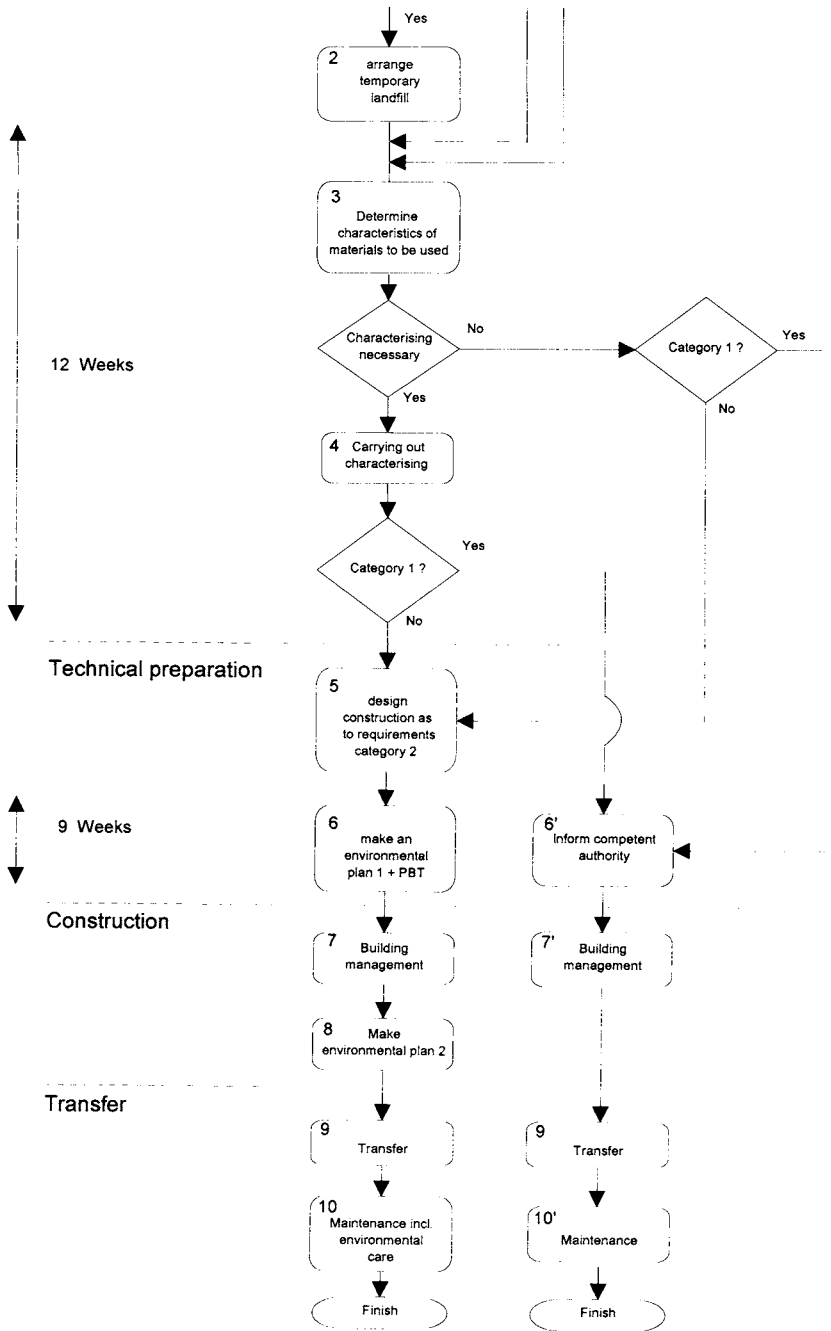 Yes
2
arrange
temporary
landfill
3
Determine
characteristics of
materials to be used
No
Yes
Characterising
necessary
Category 1 ?
12 Weeks
Yes
No
4
Carrying out
characterising
Yes
Category 1 ?
No
Technical preparation
5
design
construction as
to requirements
category 2
9 Weeks
6
make an
environmental
plan 1 + PBT
6'
Inform competent
authority
Construction
7
Building
management
7'
Building
management
8
Make
environmental plan 2
Transfer
9
Transfer
9
Transfer
10
Maintenance incl.
environmental
care
10'
Maintenance
Finish
Finish